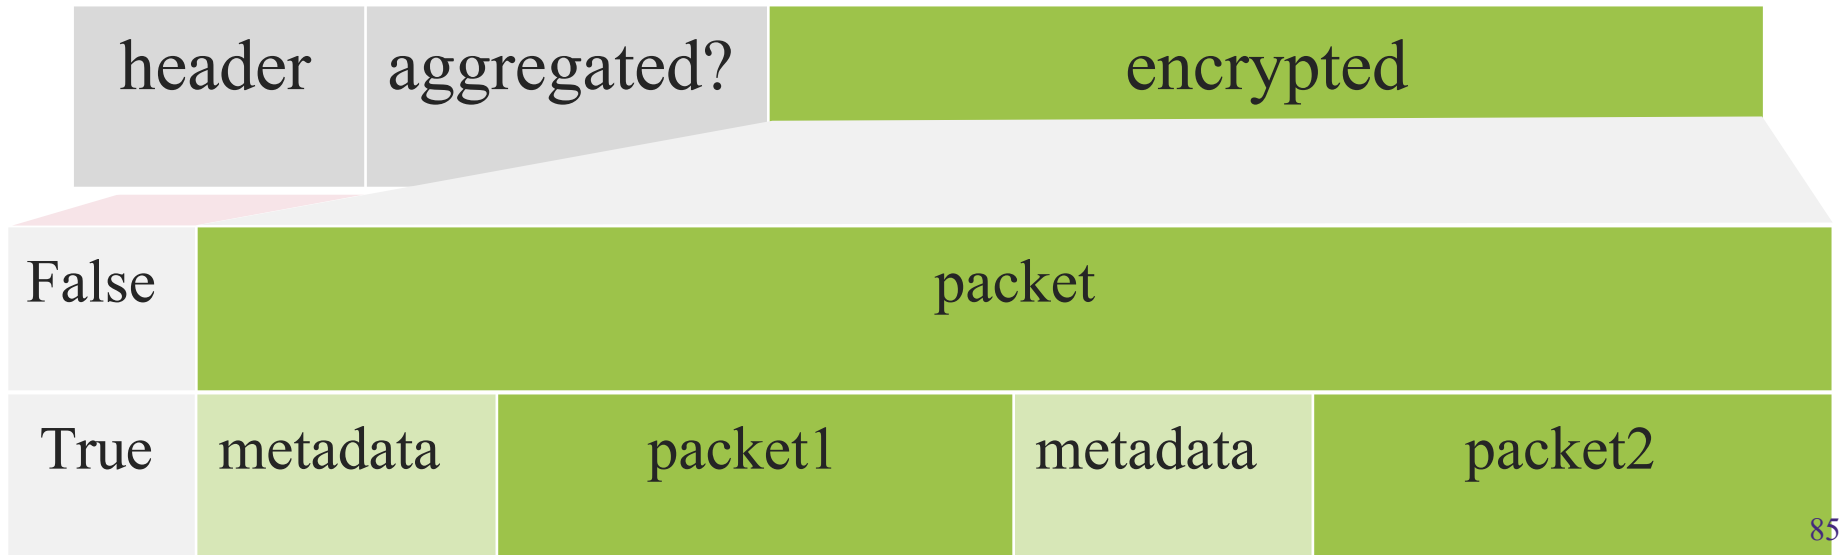 header aggregated? encrypted
False packet
True metadata packet1 metadata packet2
85